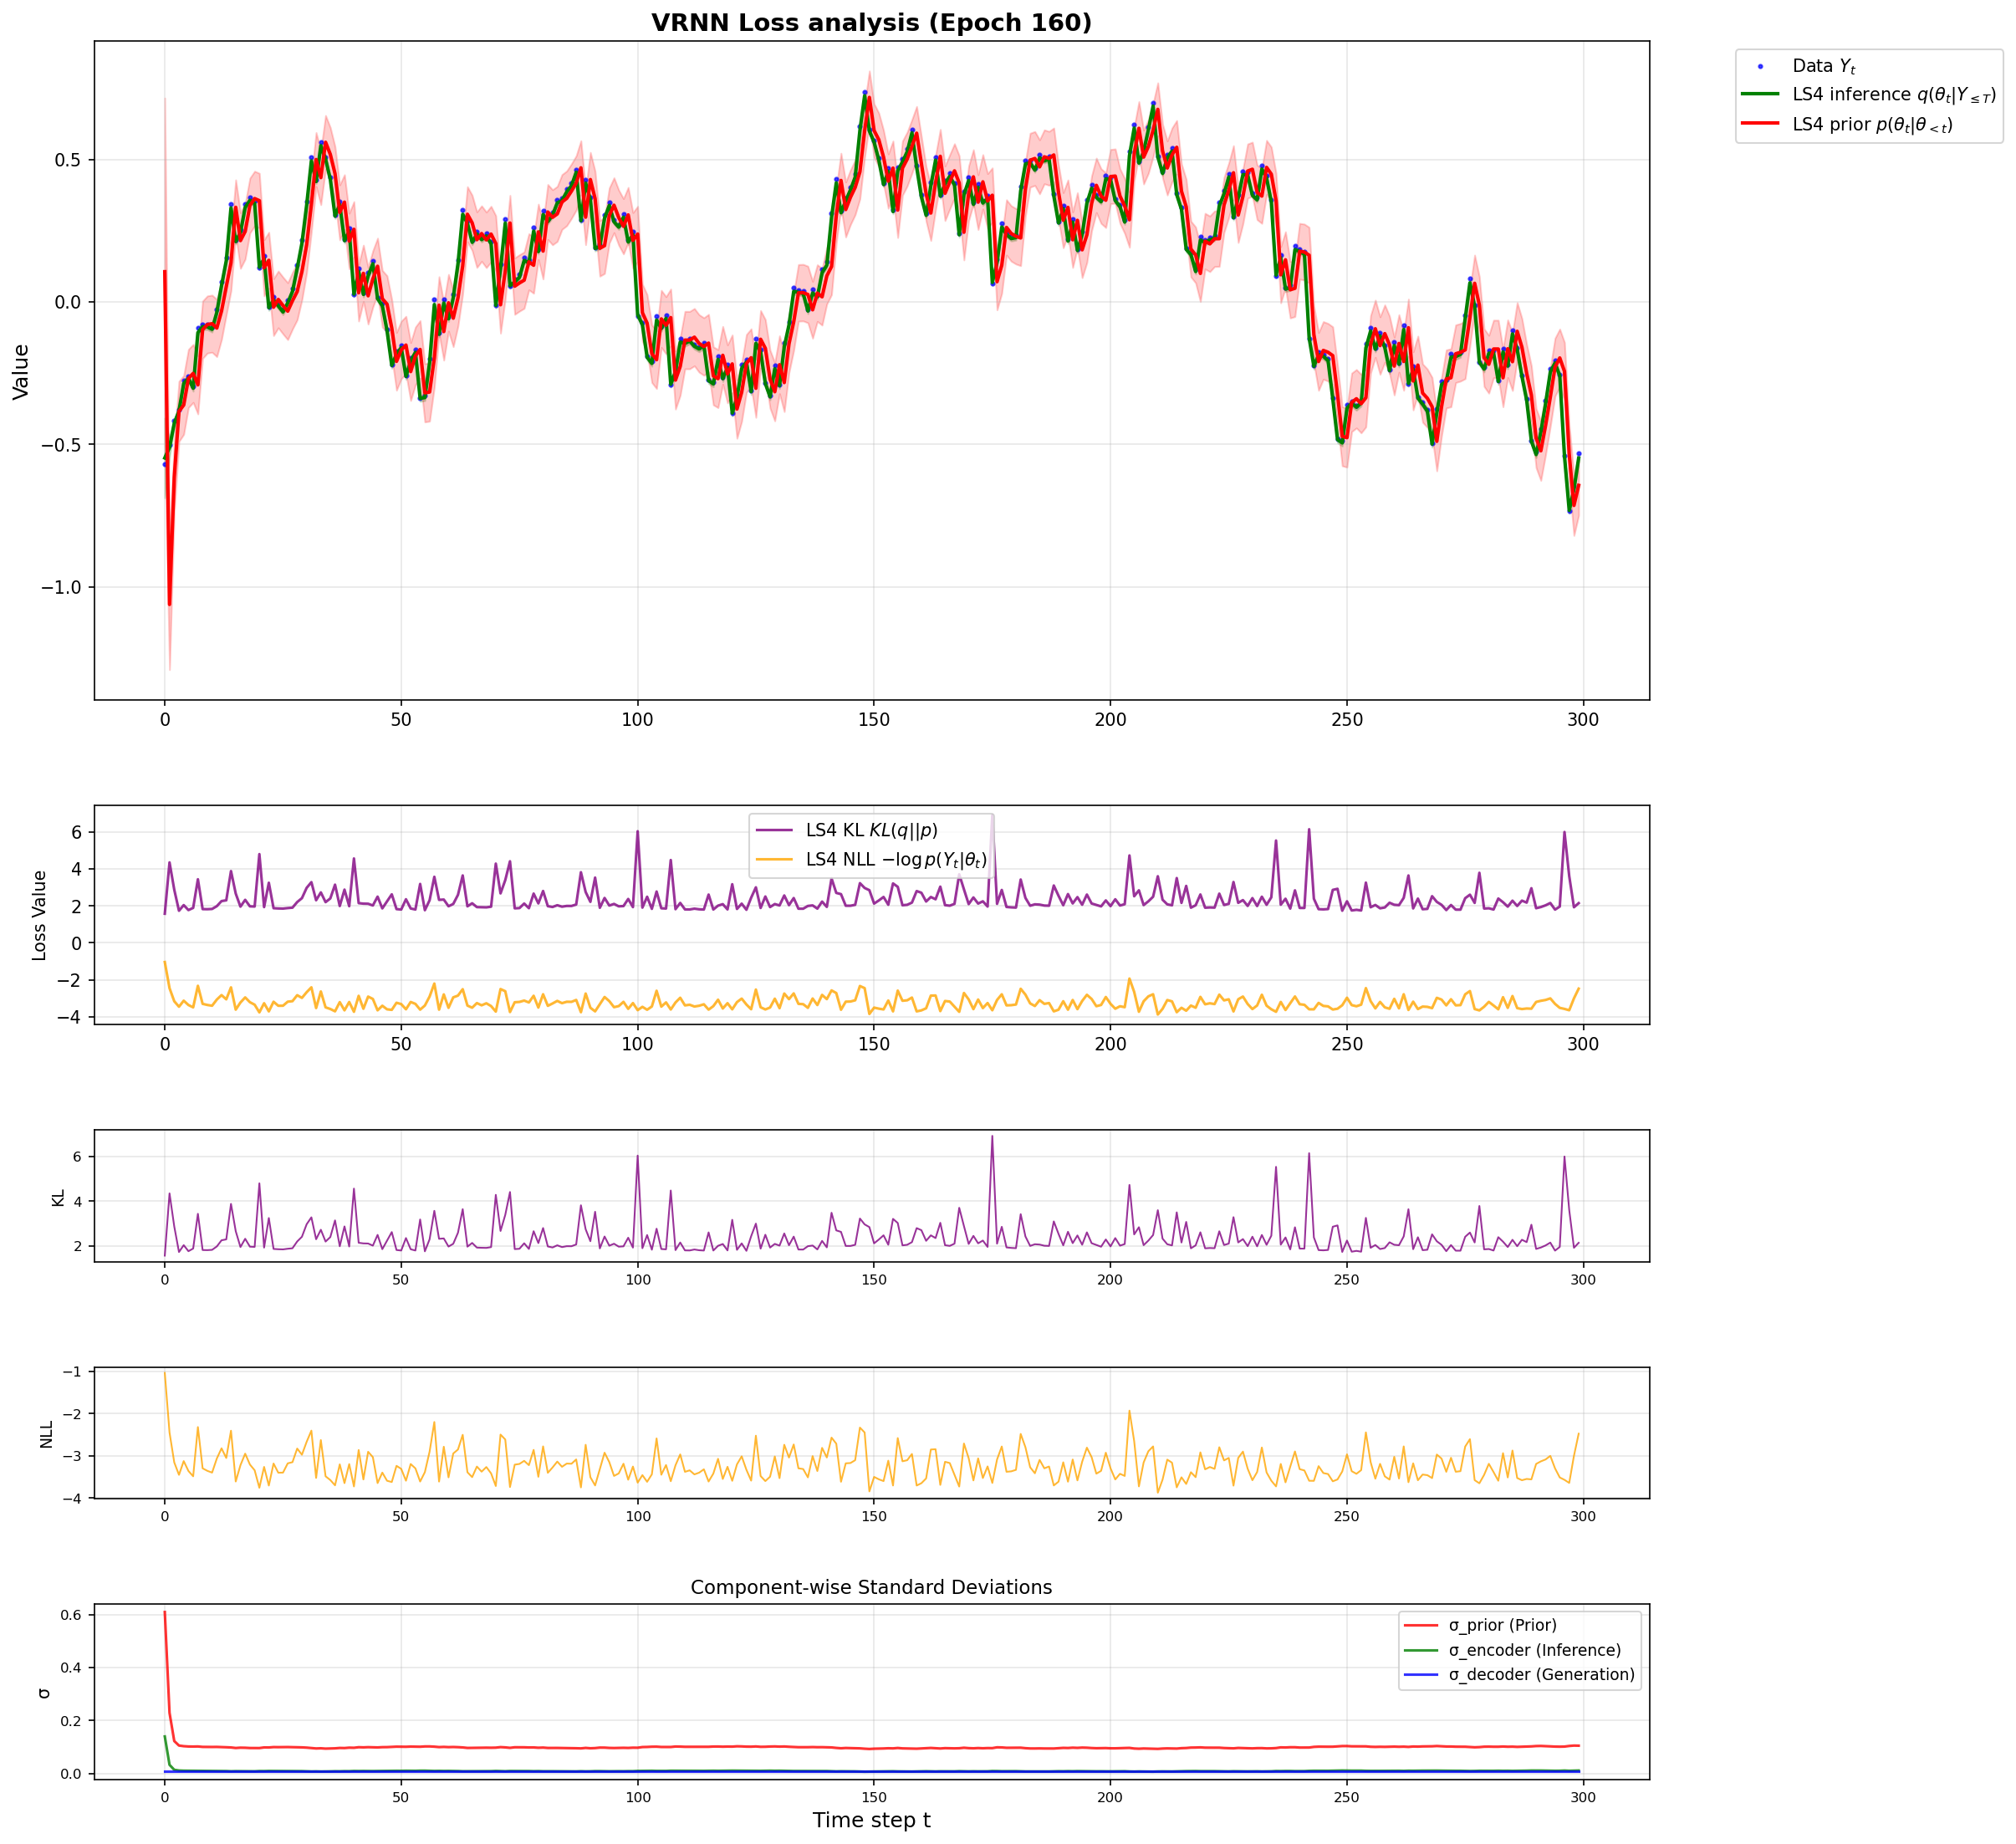 VRNN Loss analysis (Epoch 160)
Data $Y_t$
LS4 inference $q(\theta_t|Y_{\leq T})$
LS4 prior $p(\theta_t|\theta_{<t})$
Value
0.5
0.0
−0.5
−1.0
0 50 100 150 200 250 300
LS4 KL $KL(q||p)$
LS4 NLL $-\log p(Y_t|\theta_t)$
Loss Value
6
4
2
0
−2
−4
0 50 100 150 200 250 300
KL
6
4
2
0 50 100 150 200 250 300
NLL
−1
−2
−3
−4
0 50 100 150 200 250 300
Component-wise Standard Deviations
σ_prior (Prior)
σ_encoder (Inference)
σ_decoder (Generation)
σ
0.6
0.4
0.2
0.0
0 50 100 150 200 250 300
Time step t